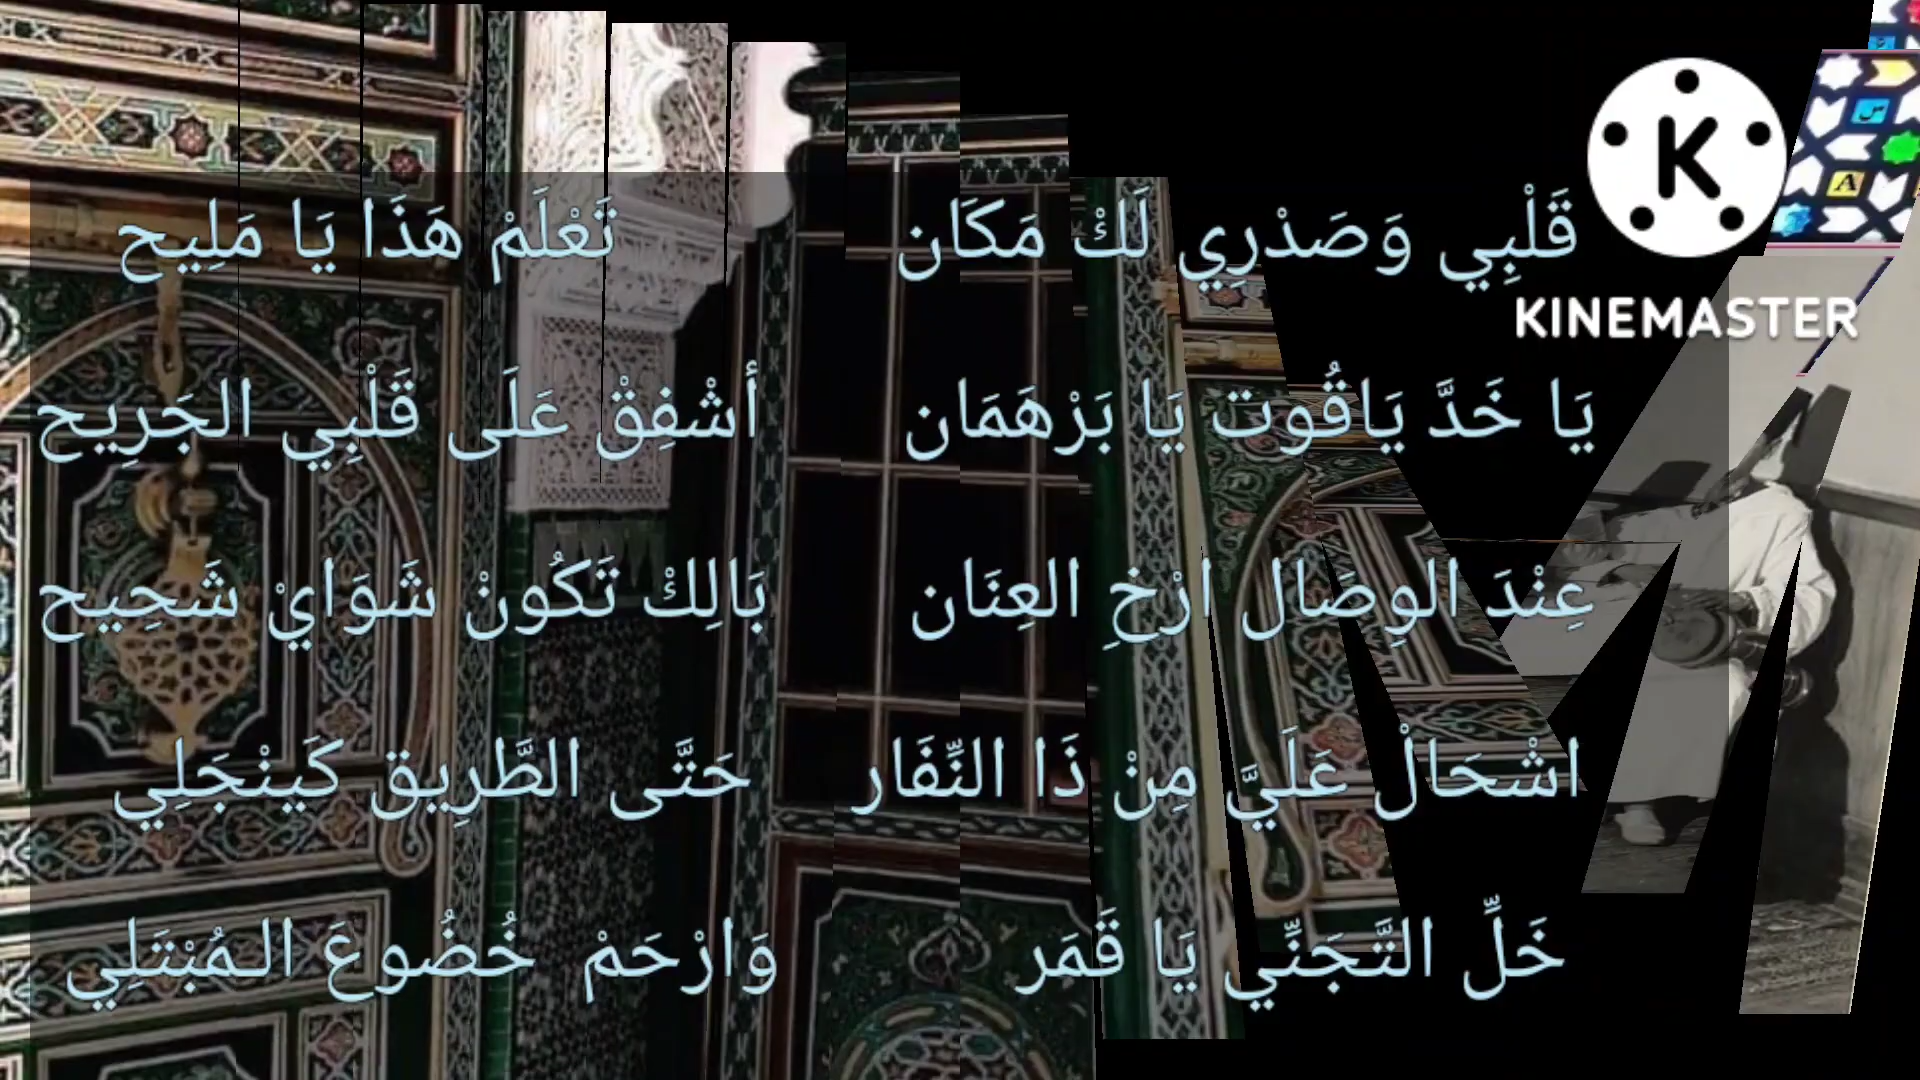 قَلْبِي وَصَدْرِي لَكْ مَكَان تَعْلَمْ هَذَا يَا مَلِيح
يَا خَدَّ يَاقُوت يَا بَرْهَمَان أشْفِقْ عَلَى قَلْبِي الجَرِيح
عِنْدَ الوِصَال ارْخِ العِنَان بَالِكْ تَكُونْ شَوَايْ شَحِيح
اشْحَالْ عَلَيَّ مِنْ ذَا النِّفَار حَتَّى الطَّرِيق كَينْجَلِي
خَلِّ التَّجَنِّي يَا قَمَر وَارْحَمْ خُضُوعَ المُبْتَلِي
K
KINEMASTER
س
A